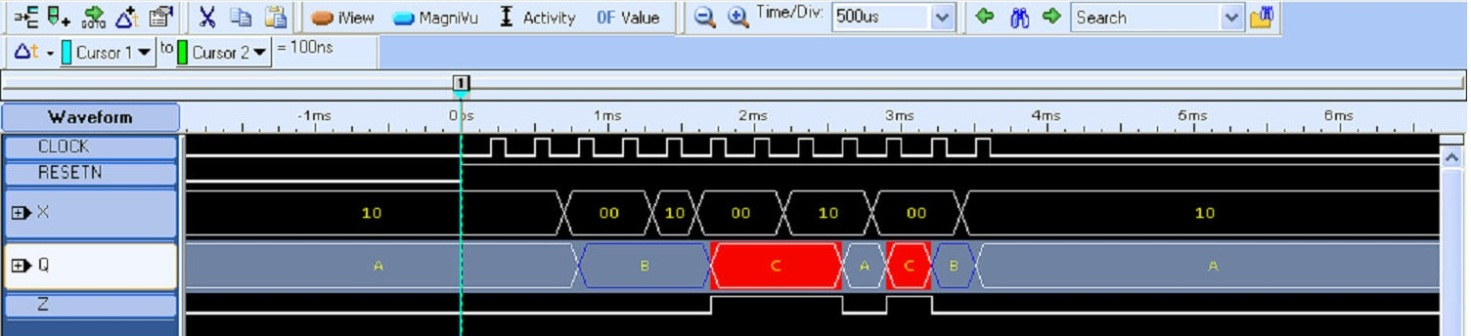 iView MagniVu Activity 0F Value Time/Div: 500us Search
Δt Cursor 1 to Cursor 2 = 100ns
1
Waveform -1ms 0ps 1ms 2ms 3ms 4ms 5ms 6ms
CLOCK
RESETN
X 10 00 10 00 10 00 10
Q A B C A C B A
Z